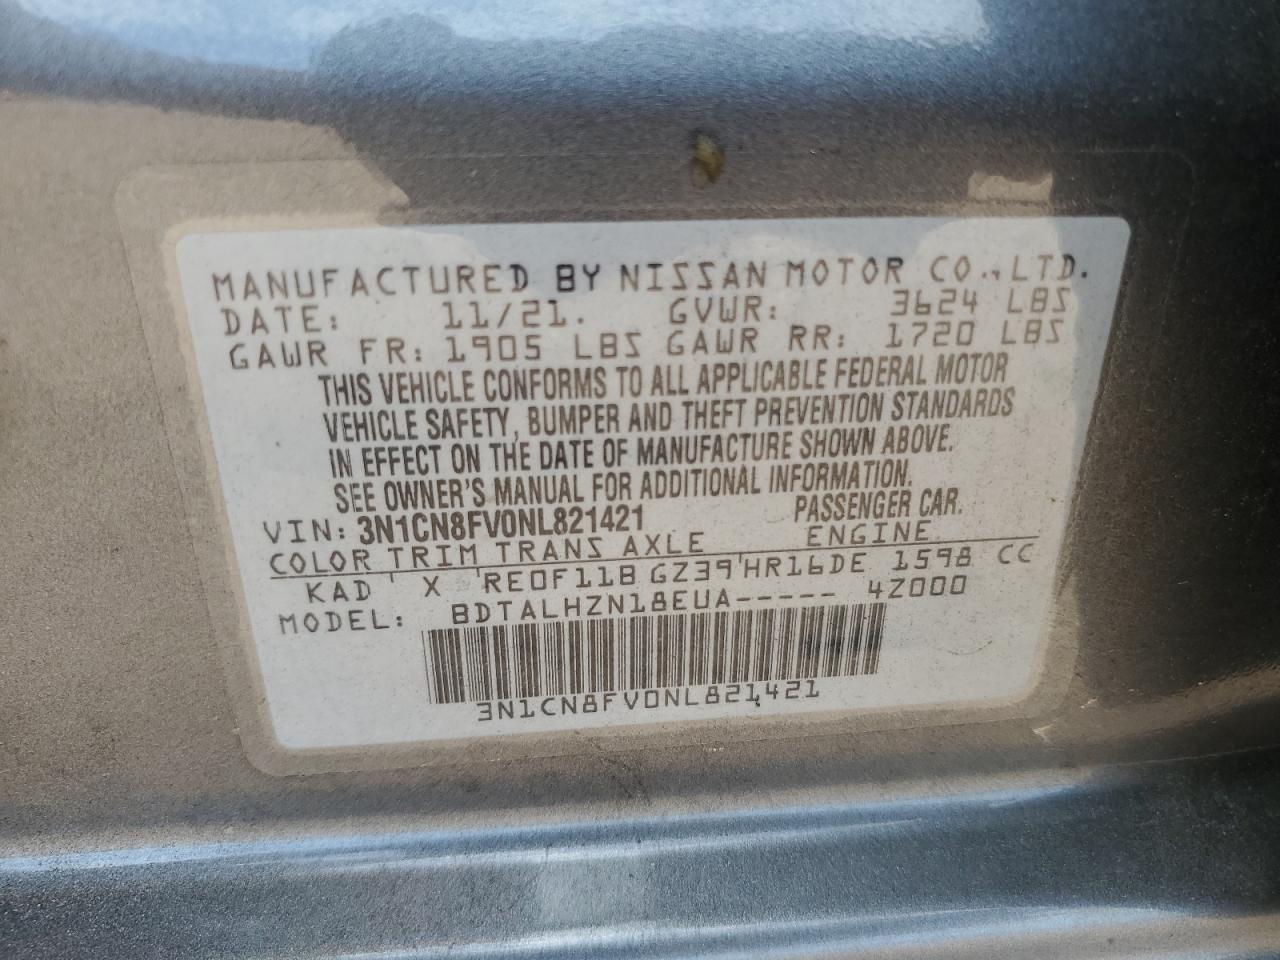 MANUFACTURED BY NISSAN MOTOR CO., LTD.
DATE: 11/21. GVWR: 3624 LBS
GAWR FR: 1905 LBS GAWR RR: 1720 LBS
THIS VEHICLE CONFORMS TO ALL APPLICABLE FEDERAL MOTOR
VEHICLE SAFETY, BUMPER AND THEFT PREVENTION STANDARDS
IN EFFECT ON THE DATE OF MANUFACTURE SHOWN ABOVE.
SEE OWNER'S MANUAL FOR ADDITIONAL INFORMATION.
VIN: 3N1CN8FV0NL821421 PASSENGER CAR.
COLOR TRIM TRANS AXLE ENGINE
KAD X RE0F11B GZ39 HR16DE 1598 CC
MODEL: BDTALHZN18EUA----- 4Z000
3N1CN8FV0NL821421